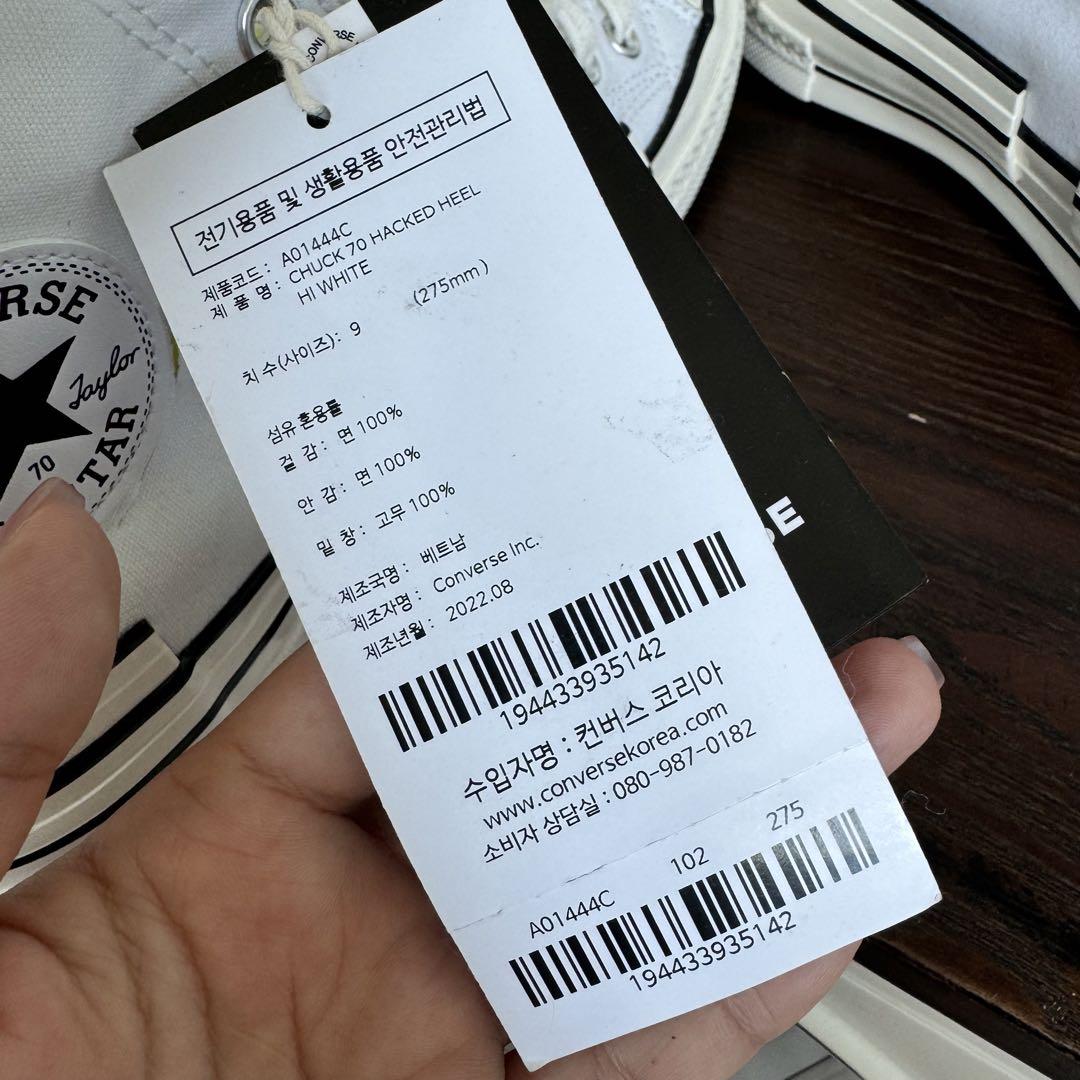 CONVERSE
전기용품 및 생활용품 안전관리법
제품코드 : A01444C
제 품 명 : CHUCK 70 HACKED HEEL
HI WHITE
치 수(사이즈) : 9 (275mm )
섬유 혼용률
겉 감 : 면 100%
안 감 : 면 100%
밑 창 : 고무 100%
제조국명 : 베트남
제조자명 : Converse Inc.
제조년월 : 2022.08
194433935142
수입자명 : 컨버스 코리아
www.conversekorea.com
소비자 상담실 : 080-987-0182
A01444C 102 275
194433935142
RSE
Taylor
70
TAR
SE